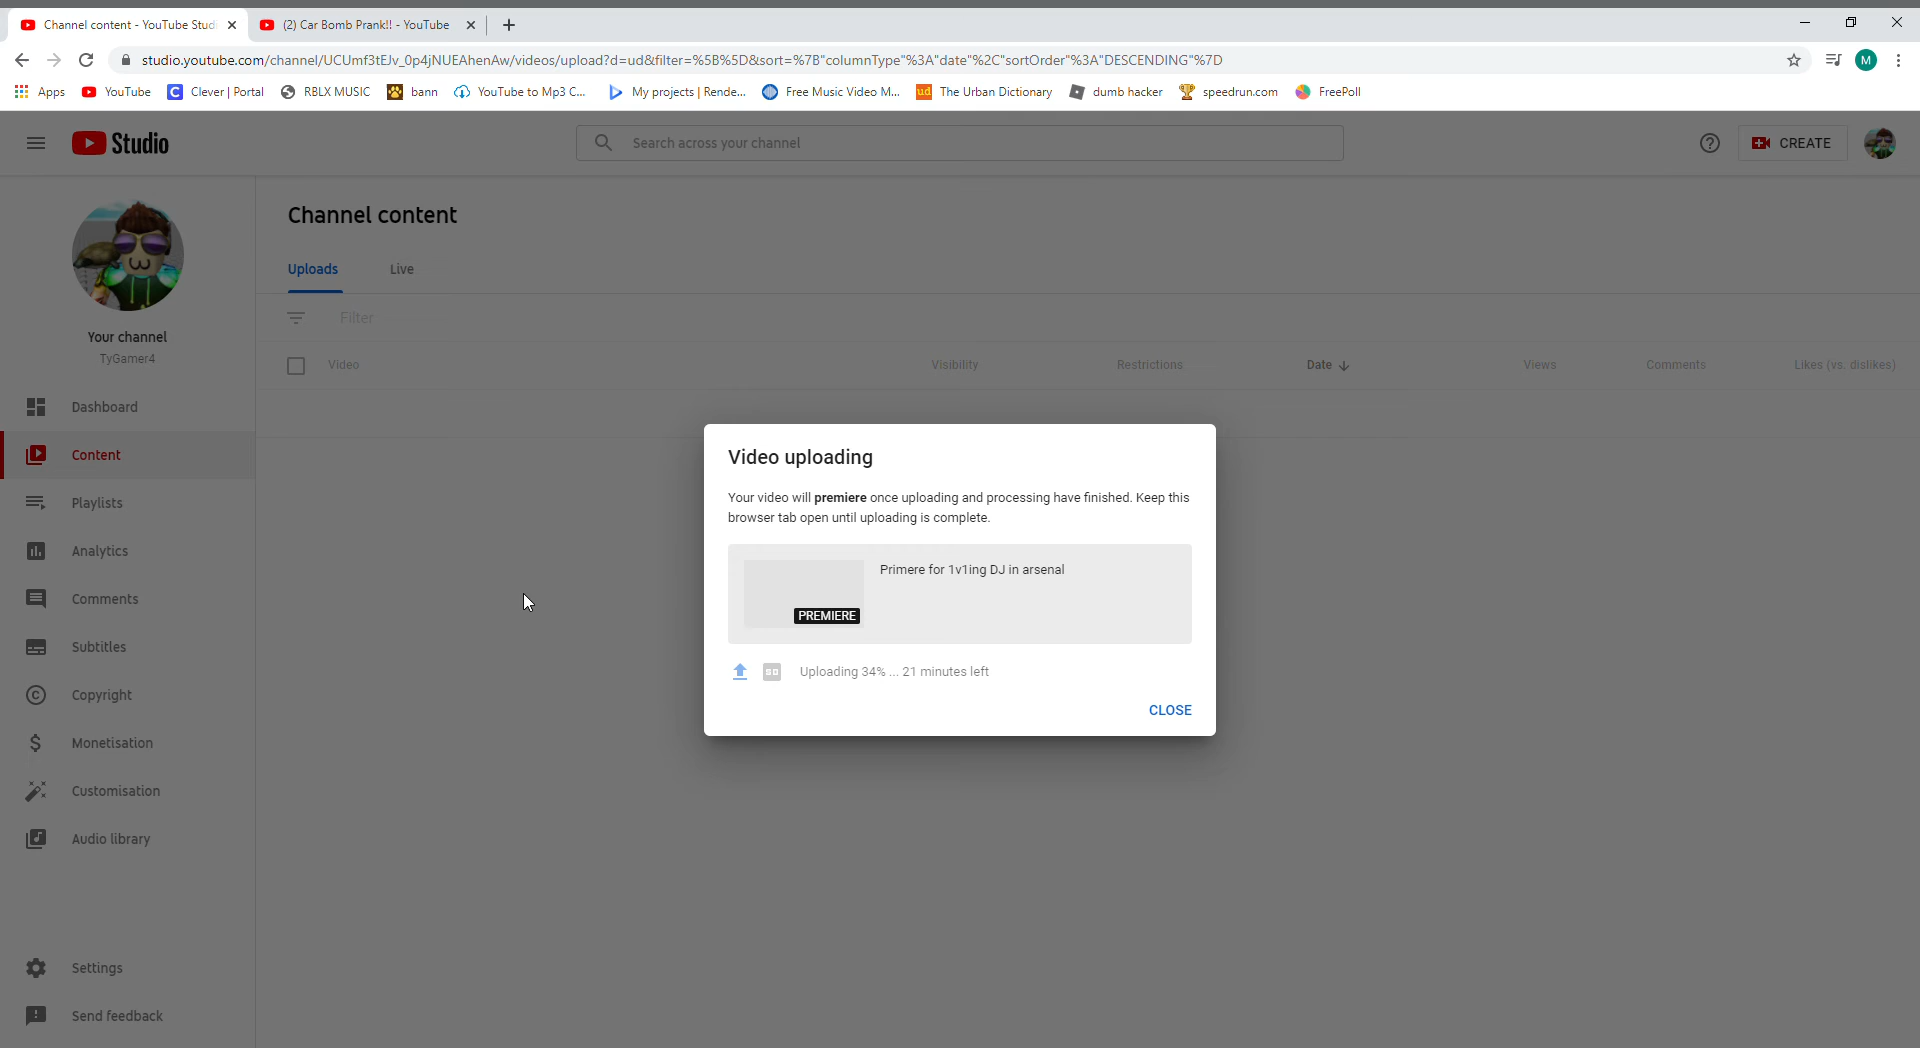 Channel content - YouTube Studi
(2) Car Bomb Prank!! - YouTube
studio.youtube.com/channel/UCUmf3tEJv_0p4jNUEAhenAw/videos/upload?d=ud&filter=%5B%5D&sort=%7B"columnType"%3A"date"%2C"sortOrder"%3A"DESCENDING"%7D
M
Apps
YouTube
C
Clever | Portal
RBLX MUSIC
bann
YouTube to Mp3 C...
My projects | Rende...
Free Music Video M...
ud
The Urban Dictionary
dumb hacker
speedrun.com
FreePoll
Studio
Search across your channel
CREATE
Your channel
TyGamer4
Dashboard
Content
Playlists
Analytics
Comments
Subtitles
Copyright
Monetisation
Customisation
Audio library
Settings
Send feedback
Channel content
Uploads
Live
Filter
Video
Visibility
Restrictions
Date
Views
Comments
Likes (vs. dislikes)
Video uploading
Your video will premiere once uploading and processing have finished. Keep this
browser tab open until uploading is complete.
Primere for 1v1ing DJ in arsenal
PREMIERE
SD
Uploading 34% ... 21 minutes left
CLOSE